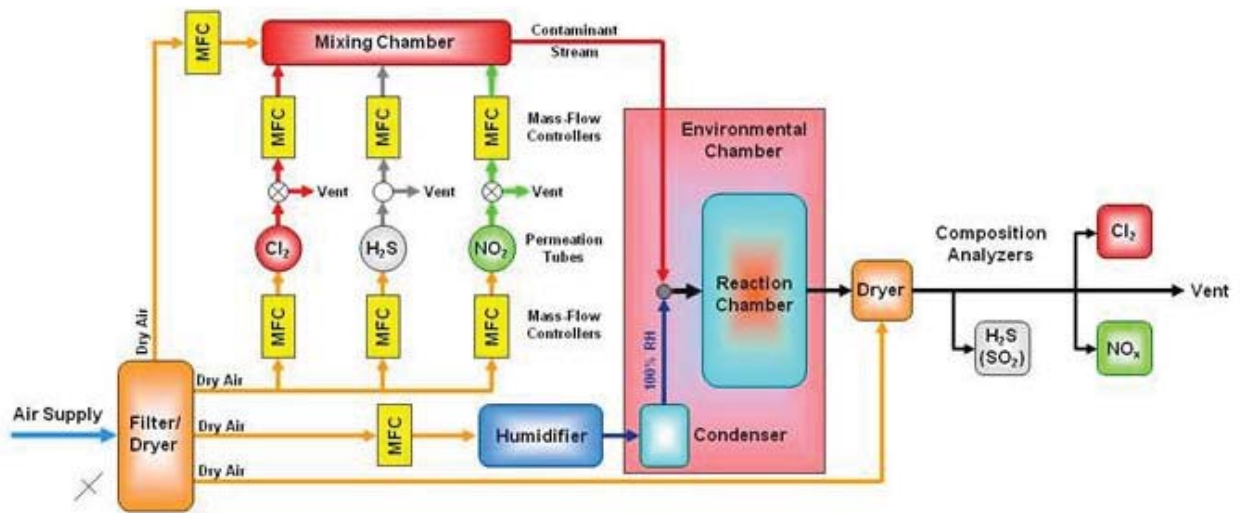 MFC
Mixing Chamber
Contaminant
Stream
MFC
MFC
MFC
Mass-Flow
Controllers
Environmental
Chamber
Vent
Vent
Vent
Cl₂
H₂S
NO₂
Permeation
Tubes
Reaction
Chamber
Dryer
Composition
Analyzers
Cl₂
Vent
H₂S
(SO₂)
NOₓ
Dry Air
MFC
MFC
MFC
Mass-Flow
Controllers
100% RH
Air Supply
Filter/
Dryer
Dry Air
Dry Air
MFC
Humidifier
Condenser
Dry Air